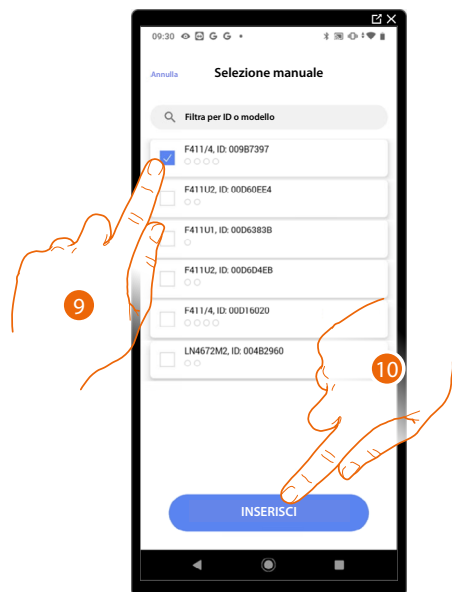 09:30 G G
Annulla Selezione manuale
Filtra per ID o modello
F411/4, ID: 009B7397
F411U2, ID: 00D60EE4
F411U1, ID: 00D6383B
F411U2, ID: 00D6D4EB
F411/4, ID: 00D16020
LN4672M2, ID: 004B2960
9
10
INSERISCI